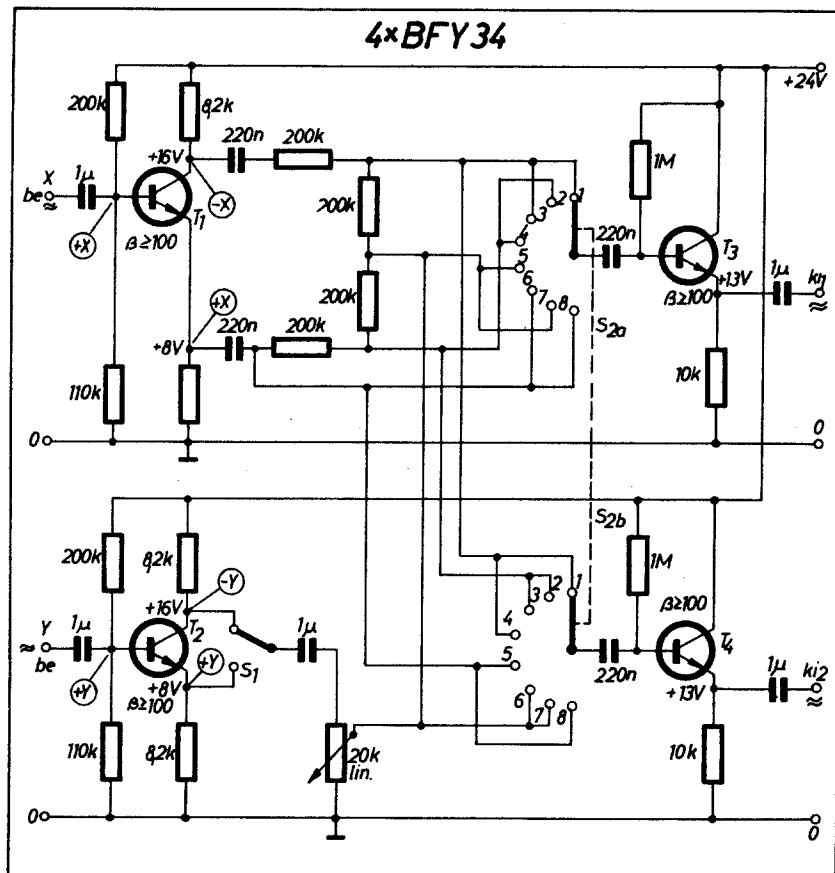 4×BFY34
+24V
200k
8,2k
220n
200k
+16V
1M
X
1µ
be
≈
T1
-X
+X
β≥100
200k
1
2
3
4
5
6
7
8
220n
T3
+13V
1µ
β≥100
≈
200k
S2a
+X
220n
200k
+8V
110k
10k
0
0
S2b
200k
8,2k
-Y
1M
+16V
β≥100
Y
1µ
T2
1µ
1
2
3
4
5
6
7
8
≈
be
+Y
+8V
+Y
S1
β≥100
220n
T4
+13V
1µ
ki2
≈
110k
8,2k
20k
lin.
10k
0
0